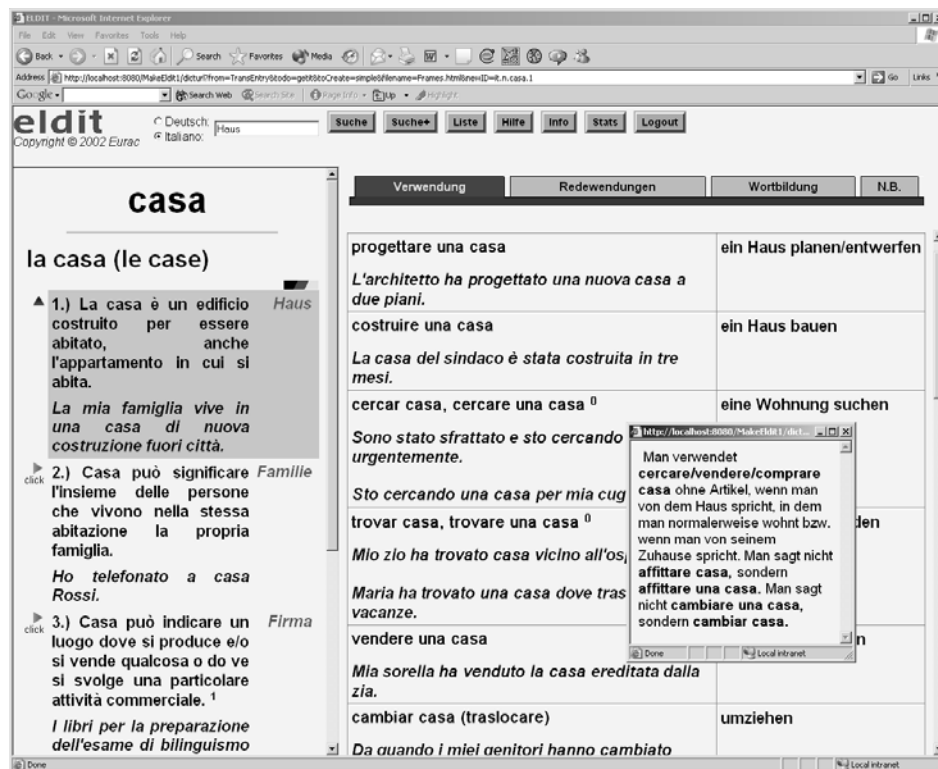 ELDIT - Microsoft Internet Explorer
File Edit View Favorites Tools Help
Back Search Favorites Media
Address http://localhost:8080/MakeEldit1/dictur?from=TransEntry&todo=getIt&toCreate=simple&filename=Frames.html&newID=it.n.casa.1 Go Links
Google Search Web Search Site Page Info Up Highlight
eldit
Copyright © 2002 Eurac
Deutsch:
Italiano:
Haus
Suche Suche+ Liste Hilfe Info Stats Logout
casa
la casa (le case)
1.) La casa è un edificio Haus
costruito per essere
abitato, anche
l'appartamento in cui si
abita.
La mia famiglia vive in
una casa di nuova
costruzione fuori città.
click
2.) Casa può significare Familie
l'insieme delle persone
che vivono nella stessa
abitazione la propria
famiglia.
Ho telefonato a casa
Rossi.
click
3.) Casa può indicare un Firma
luogo dove si produce e/o
si vende qualcosa o do ve
si svolge una particolare
attività commerciale. 1
I libri per la preparazione
dell'esame di bilinguismo
Verwendung Redewendungen Wortbildung N.B.
progettare una casa ein Haus planen/entwerfen
L'architetto ha progettato una nuova casa a
due piani.
costruire una casa ein Haus bauen
La casa del sindaco è stata costruita in tre
mesi.
cercar casa, cercare una casa () eine Wohnung suchen
Sono stato sfrattato e sto cercando
urgentemente.
Sto cercando una casa per mia cug
trovar casa, trovare una casa () den
Mio zio ha trovato casa vicino all'os
Maria ha trovato una casa dove tras
vacanze.
vendere una casa n
Mia sorella ha venduto la casa ereditata dalla
zia.
cambiar casa (traslocare) umziehen
Da quando i miei genitori hanno cambiato
http://localhost:8080/MakeEldit1/dict...
Man verwendet
cercare/vendere/comprare
casa ohne Artikel, wenn man
von dem Haus spricht, in dem
man normalerweise wohnt bzw.
wenn man von seinem
Zuhause spricht. Man sagt nicht
affittare casa, sondern
affittare una casa. Man sagt
nicht cambiare una casa,
sondern cambiar casa.
Done Local intranet
Done Local intranet